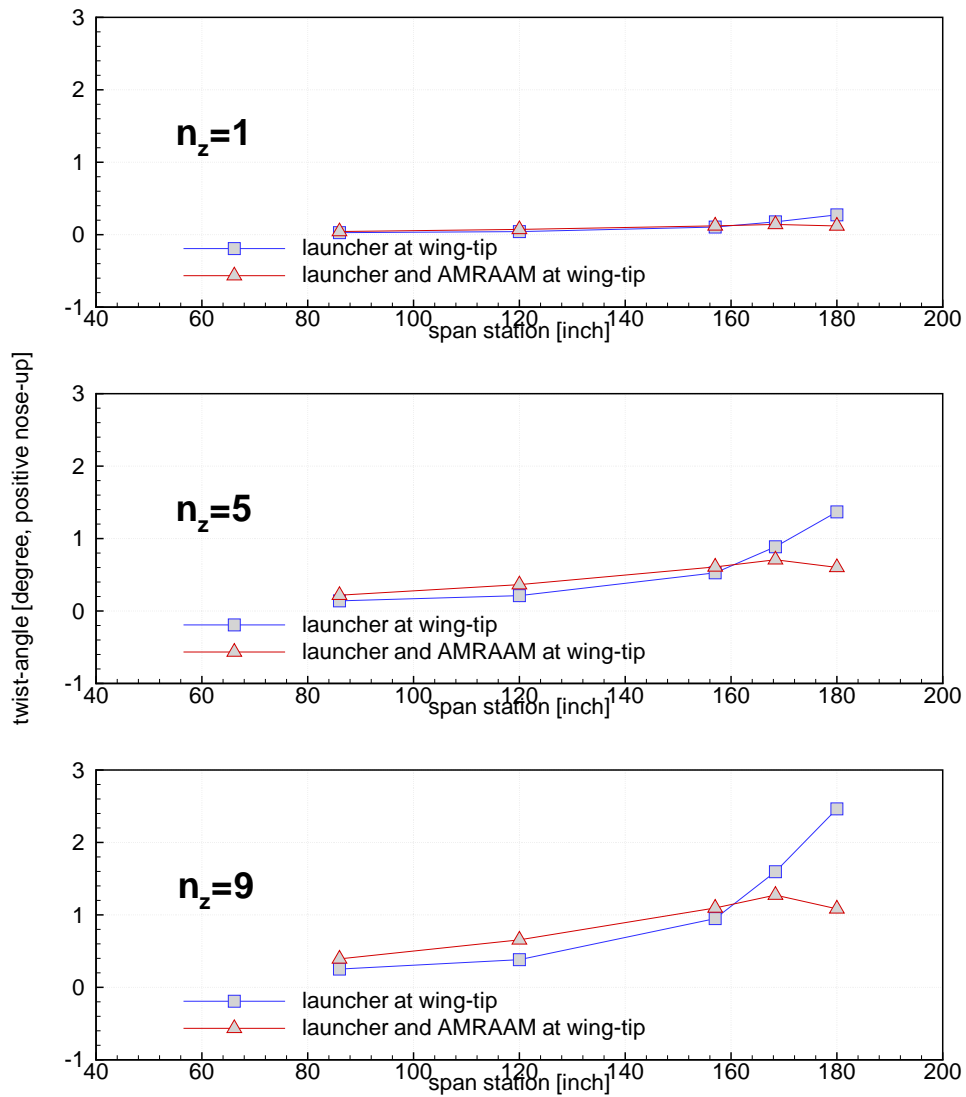 3
2
1
0
-1
n_z=1
launcher at wing-tip
launcher and AMRAAM at wing-tip
40 60 80 100 120 140 160 180 200
span station [inch]
twist-angle [degree, positive nose-up]
3
2
1
0
-1
n_z=5
launcher at wing-tip
launcher and AMRAAM at wing-tip
40 60 80 100 120 140 160 180 200
span station [inch]
3
2
1
0
-1
n_z=9
launcher at wing-tip
launcher and AMRAAM at wing-tip
40 60 80 100 120 140 160 180 200
span station [inch]